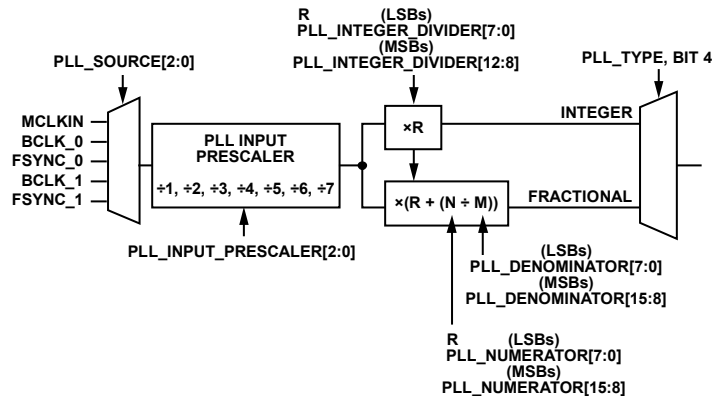 R (LSBs)
PLL_INTEGER_DIVIDER[7:0]
(MSBs)
PLL_INTEGER_DIVIDER[12:8]
PLL_SOURCE[2:0]
PLL_TYPE, BIT 4
MCLKIN
BCLK_0
FSYNC_0
BCLK_1
FSYNC_1
PLL INPUT
PRESCALER
÷1, ÷2, ÷3, ÷4, ÷5, ÷6, ÷7
PLL_INPUT_PRESCALER[2:0]
×R
INTEGER
×(R + (N ÷ M))
FRACTIONAL
(LSBs)
PLL_DENOMINATOR[7:0]
(MSBs)
PLL_DENOMINATOR[15:8]
R (LSBs)
PLL_NUMERATOR[7:0]
(MSBs)
PLL_NUMERATOR[15:8]